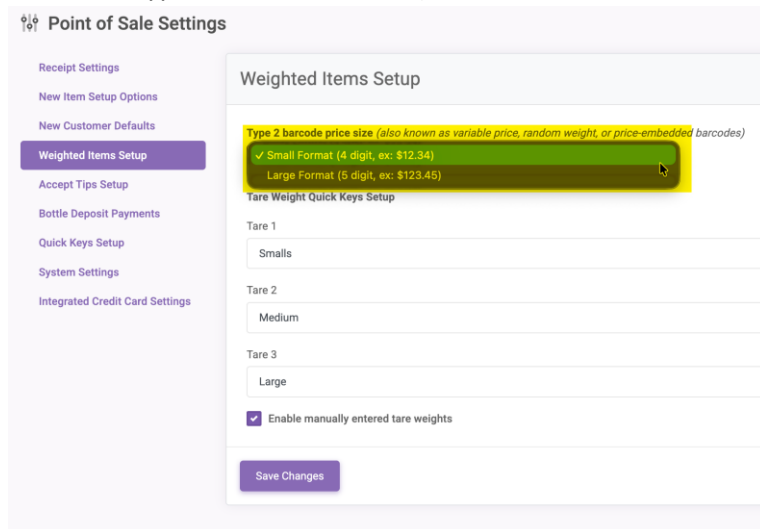 Point of Sale Settings
Receipt Settings
New Item Setup Options
New Customer Defaults
Weighted Items Setup
Accept Tips Setup
Bottle Deposit Payments
Quick Keys Setup
System Settings
Integrated Credit Card Settings
Weighted Items Setup
Type 2 barcode price size (also known as variable price, random weight, or price-embedded barcodes)
✓ Small Format (4 digit, ex: $12.34)
Large Format (5 digit, ex: $123.45)
Tare Weight Quick Keys Setup
Tare 1
Smalls
Tare 2
Medium
Tare 3
Large
Enable manually entered tare weights
Save Changes